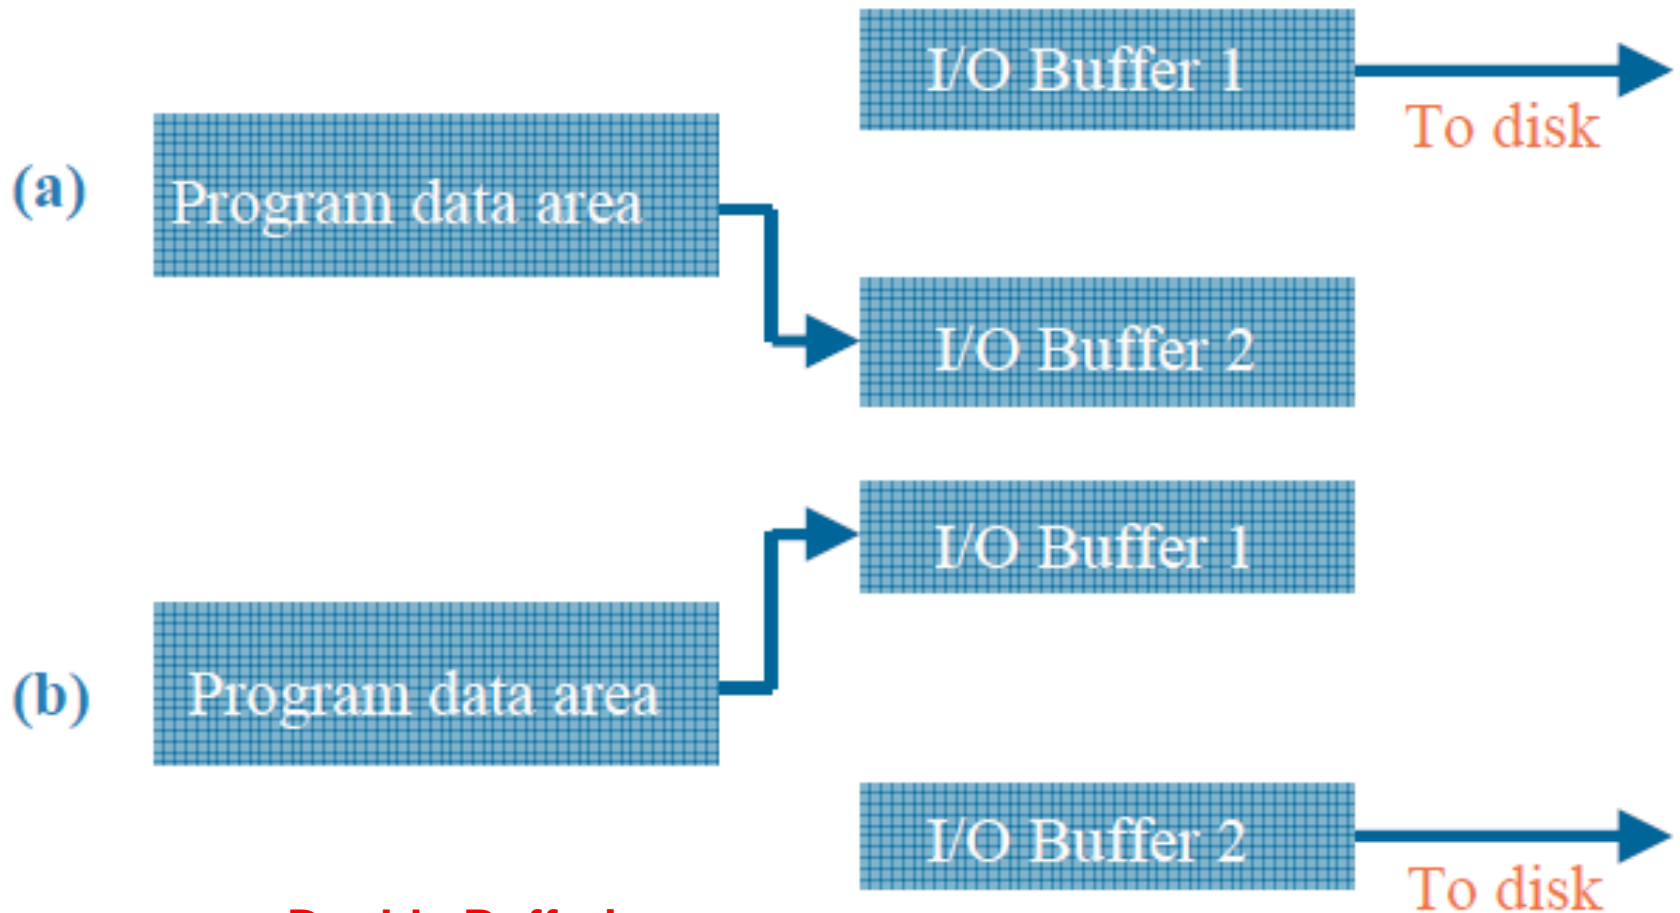 I/O Buffer 1
To disk
(a)
Program data area
I/O Buffer 2
I/O Buffer 1
(b)
Program data area
I/O Buffer 2
To disk